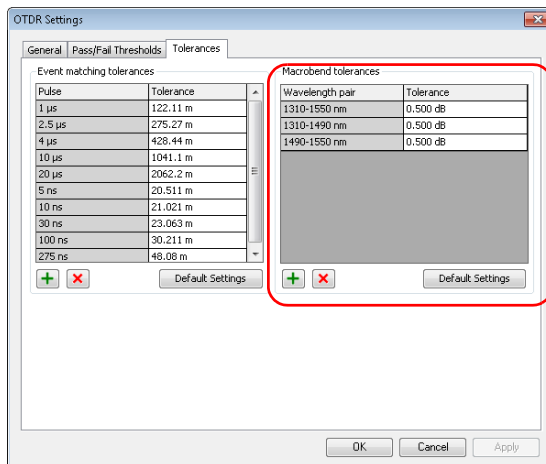 OTDR Settings
General Pass/Fail Thresholds Tolerances
Event matching tolerances
Pulse Tolerance
1 µs 122.11 m
2.5 µs 275.27 m
4 µs 428.44 m
10 µs 1041.1 m
20 µs 2062.2 m
5 ns 20.511 m
10 ns 21.021 m
30 ns 23.063 m
100 ns 30.211 m
275 ns 48.08 m
Default Settings
Macrobend tolerances
Wavelength pair Tolerance
1310-1550 nm 0.500 dB
1310-1490 nm 0.500 dB
1490-1550 nm 0.500 dB
Default Settings
OK Cancel Apply